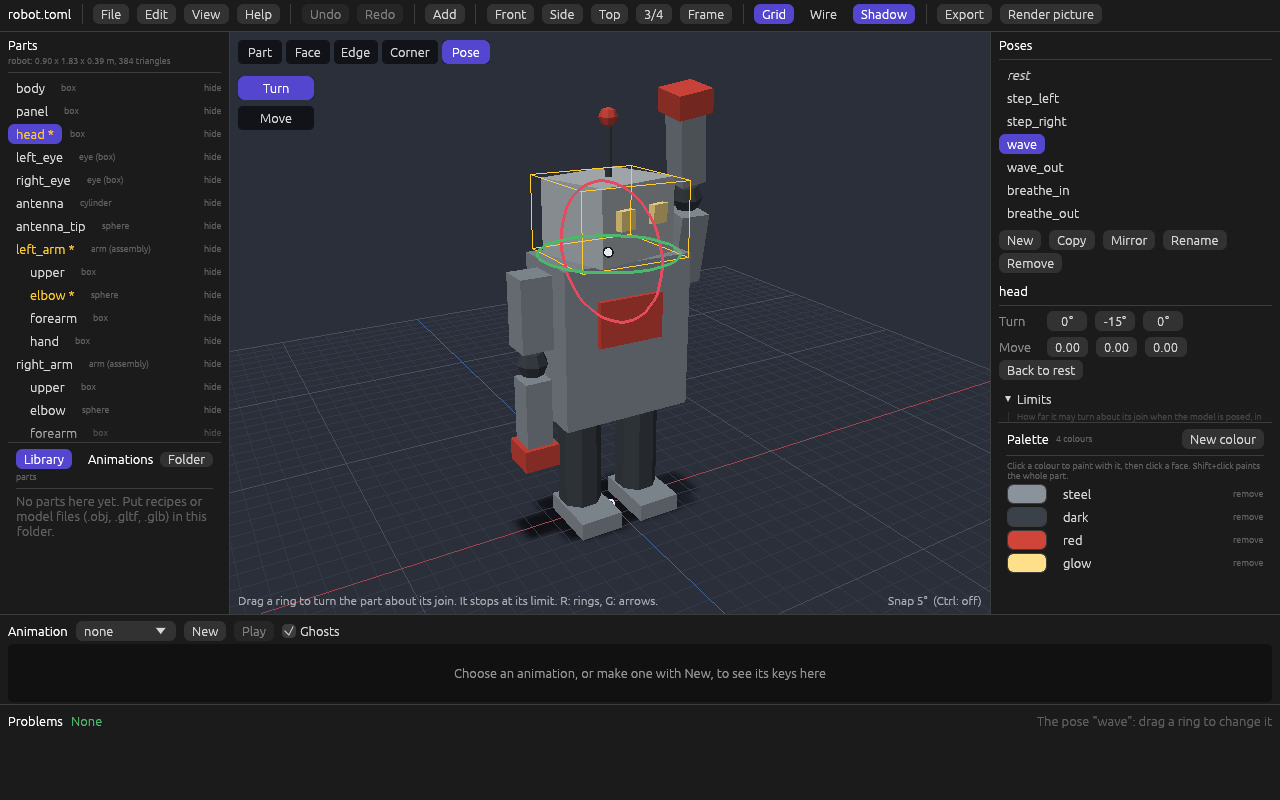 robot.toml File Edit View Help Undo Redo Add Front Side Top 3/4 Frame Grid Wire Shadow Export Render picture
Parts
robot: 0.90 x 1.83 x 0.39 m, 384 triangles
body box hide
panel box hide
head * box hide
left_eye eye (box) hide
right_eye eye (box) hide
antenna cylinder hide
antenna_tip sphere hide
left_arm * arm (assembly) hide
upper box hide
elbow * sphere hide
forearm box hide
hand box hide
right_arm arm (assembly) hide
upper box hide
elbow sphere hide
forearm box hide
Library Animations Folder
parts
No parts here yet. Put recipes or
model files (.obj, .gltf, .glb) in this
folder.
Part Face Edge Corner Pose
Turn
Move
Drag a ring to turn the part about its join. It stops at its limit. R: rings, G: arrows.
Snap 5° (Ctrl: off)
Poses
rest
step_left
step_right
wave
wave_out
breathe_in
breathe_out
New Copy Mirror Rename
Remove
head
Turn 0° -15° 0°
Move 0.00 0.00 0.00
Back to rest
Limits
How far it may turn about its join when the model is posed, in
Palette 4 colours New colour
Click a colour to paint with it, then click a face. Shift+click paints
the whole part.
steel remove
dark remove
red remove
glow remove
Animation none New Play Ghosts
Choose an animation, or make one with New, to see its keys here
Problems None
The pose "wave": drag a ring to change it